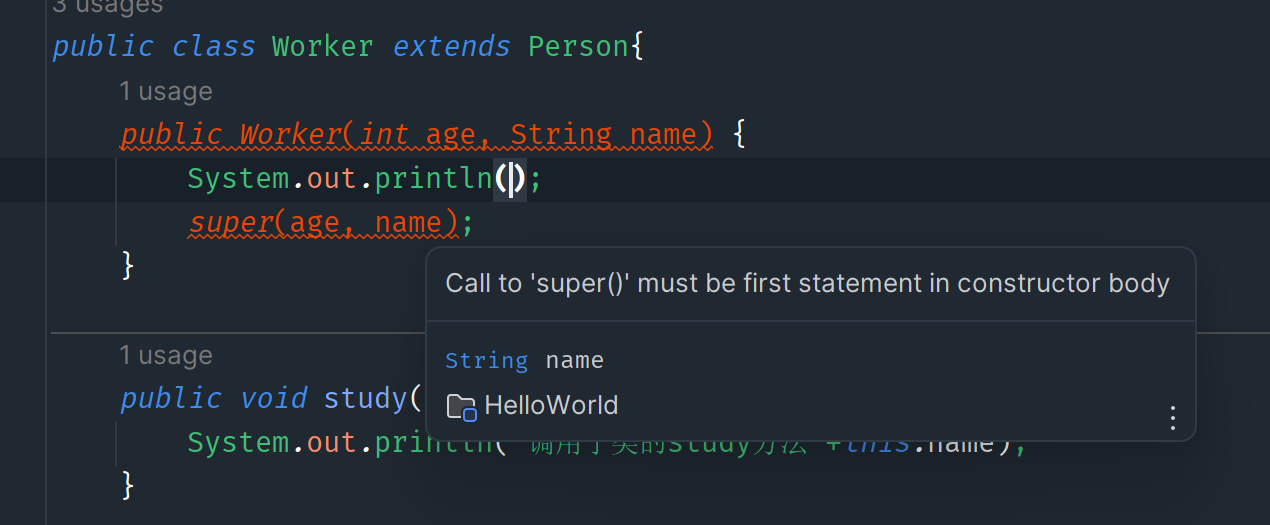 3 usages
public class Worker extends Person{
1 usage
public Worker(int age, String name) {
System.out.println();
super(age, name);
}
Call to 'super()' must be first statement in constructor body
String name
HelloWorld
1 usage
public void study(
System.out.println("调用子类的study方法"+this.name);
}